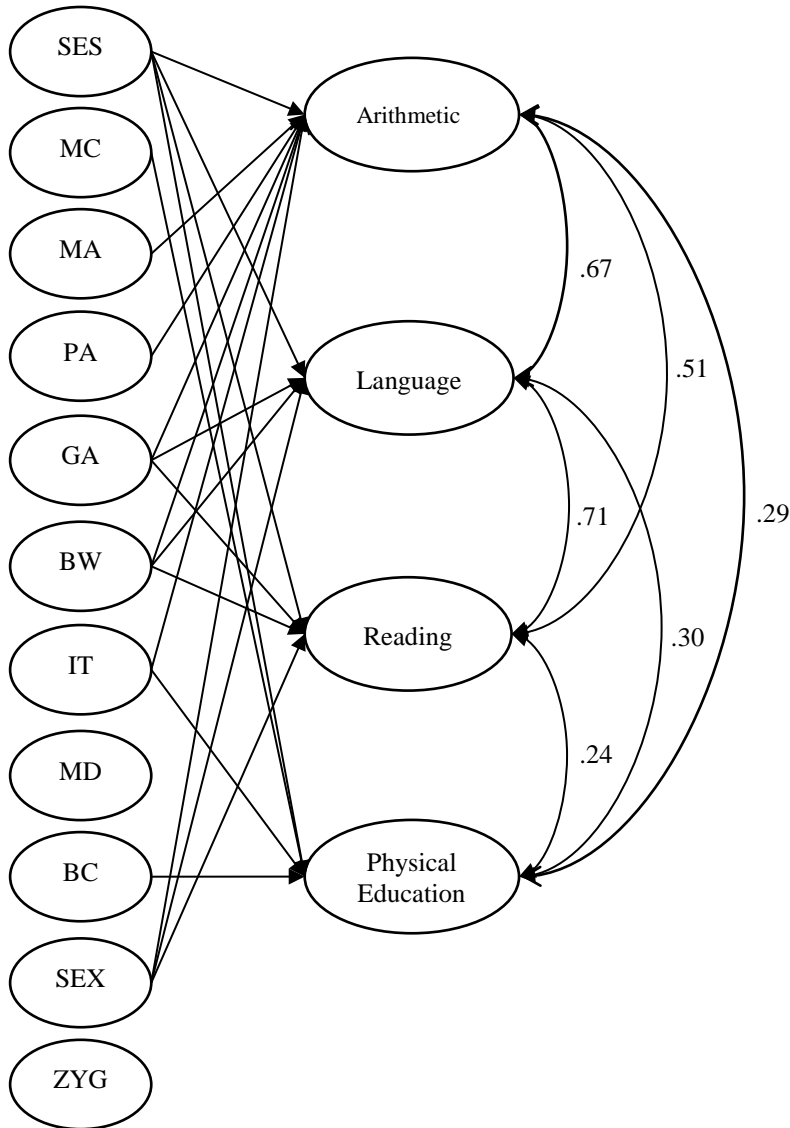 SES
MC
MA
PA
GA
BW
IT
MD
BC
SEX
ZYG
Arithmetic
Language
Reading
Physical
Education
.67
.51
.71
.29
.30
.24